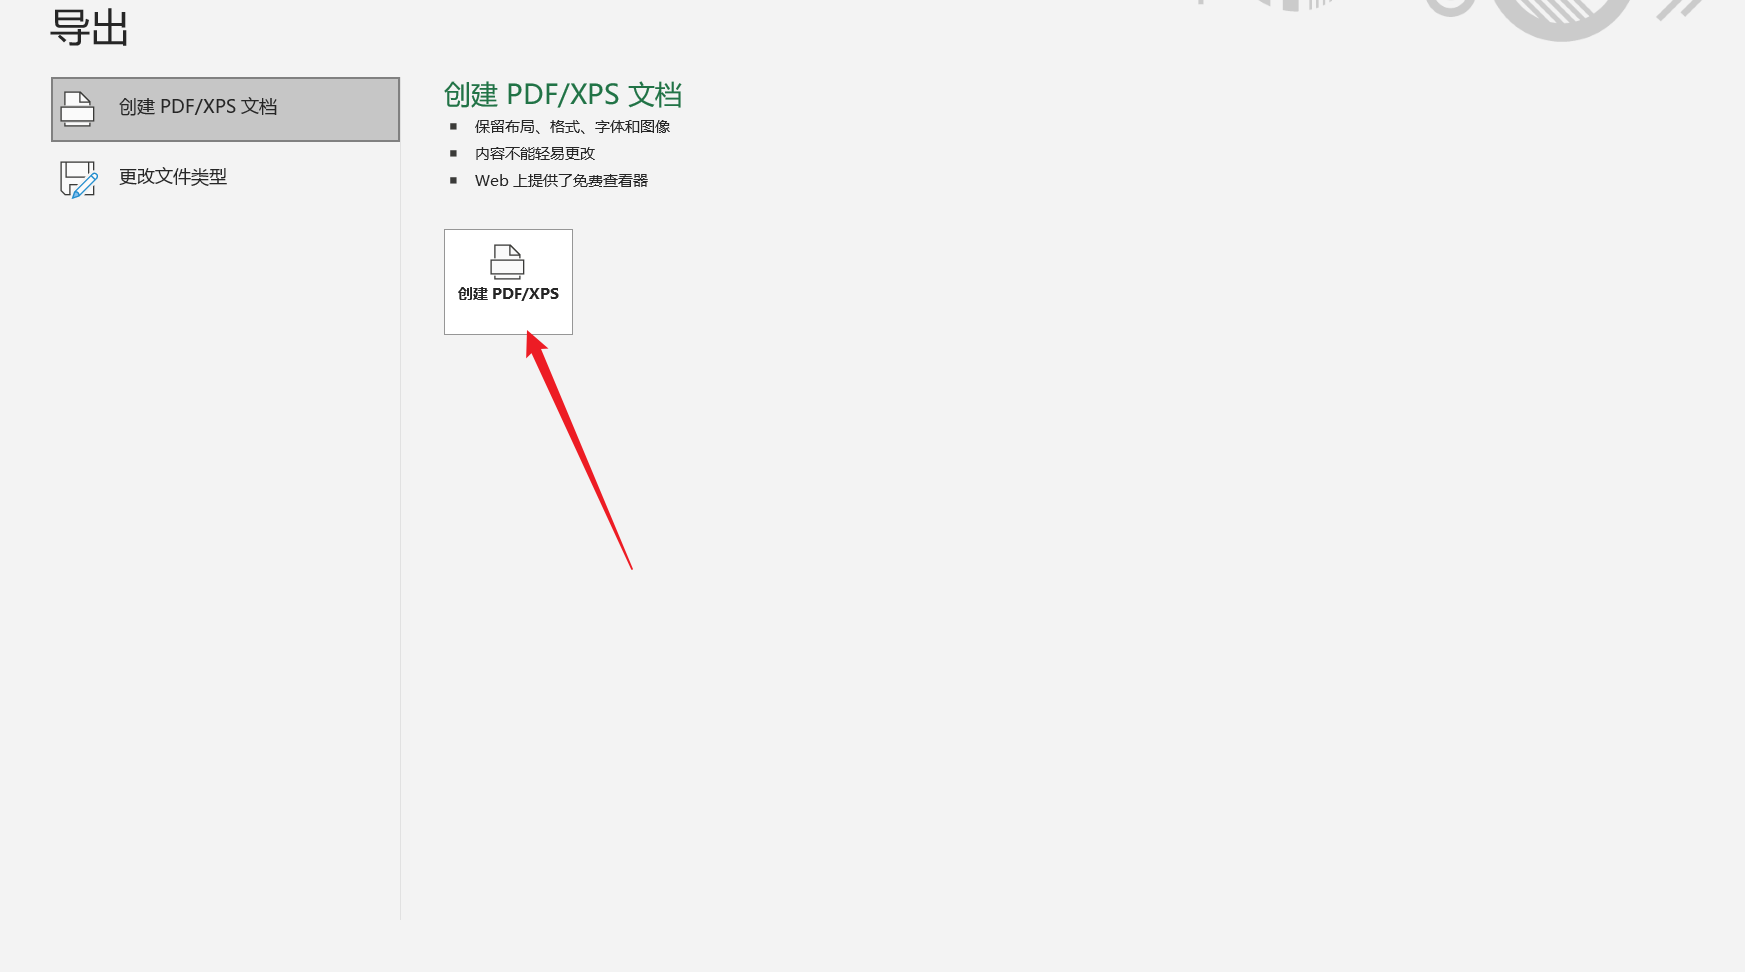 导出
创建 PDF/XPS 文档
更改文件类型
创建 PDF/XPS 文档
保留布局、格式、字体和图像
内容不能轻易更改
Web 上提供了免费查看器
创建 PDF/XPS